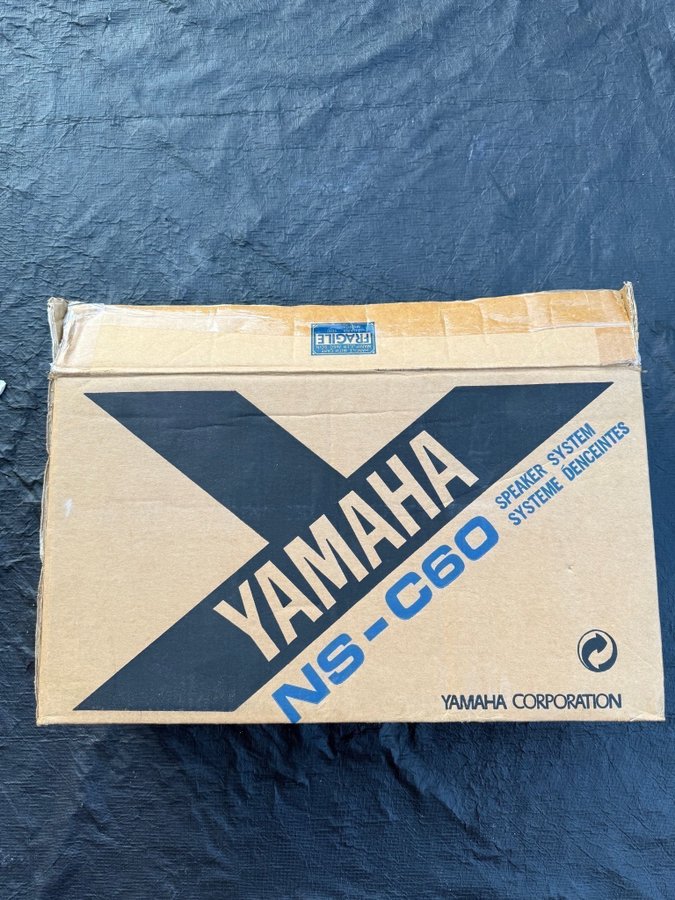 FRAGILE
YAMAHA
NS-C60
SPEAKER SYSTEM
SYSTEME DENCEINTES
YAMAHA CORPORATION